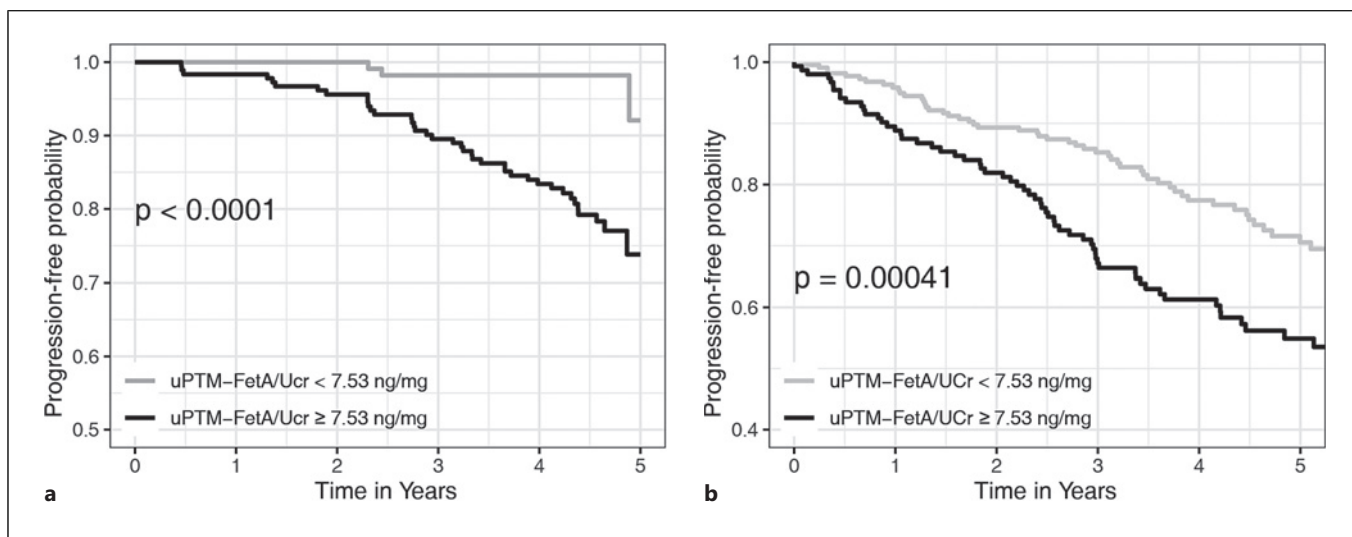 1.0
0.9
0.8
0.7
0.6
0.5
Progression-free probability
p < 0.0001
uPTM–FetA/Ucr < 7.53 ng/mg
uPTM–FetA/Ucr ≥ 7.53 ng/mg
0 1 2 3 4 5
Time in Years
a
1.0
0.8
0.6
0.4
Progression-free probability
p = 0.00041
uPTM–FetA/UCr < 7.53 ng/mg
uPTM–FetA/UCr ≥ 7.53 ng/mg
0 1 2 3 4 5
Time in Years
b